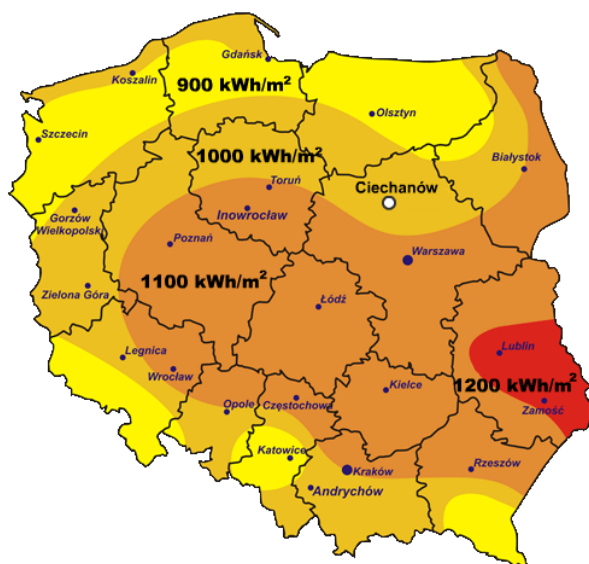 Gdańsk
Koszalin
900 kWh/m²
Olsztyn
Szczecin
1000 kWh/m²
Białystok
Toruń
Ciechanów
Inowrocław
Gorzów
Wielkopolski
Poznań
Warszawa
1100 kWh/m²
Zielona Góra
Łódź
Legnica
Lublin
Wrocław
Kielce
1200 kWh/m²
Opole
Częstochowa
Zamość
Katowice
Kraków
Rzeszów
Andrychów